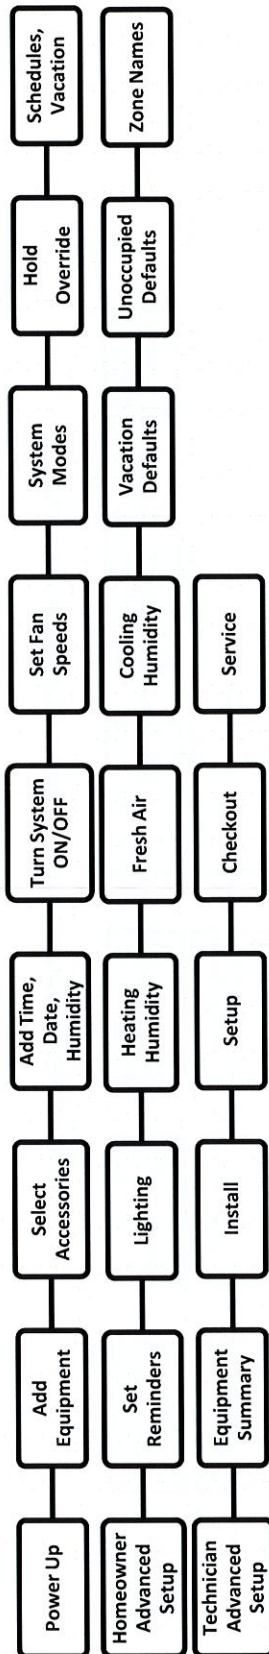 Power Up
Add
Equipment
Select
Accessories
Add Time,
Date,
Humidity
Turn System
ON/OFF
Set Fan
Speeds
System
Modes
Hold
Override
Schedules,
Vacation
Homeowner
Advanced
Setup
Set
Reminders
Lighting
Heating
Humidity
Fresh Air
Cooling
Humidity
Vacation
Defaults
Unoccupied
Defaults
Zone Names
Technician
Advanced
Setup
Equipment
Summary
Install
Setup
Checkout
Service